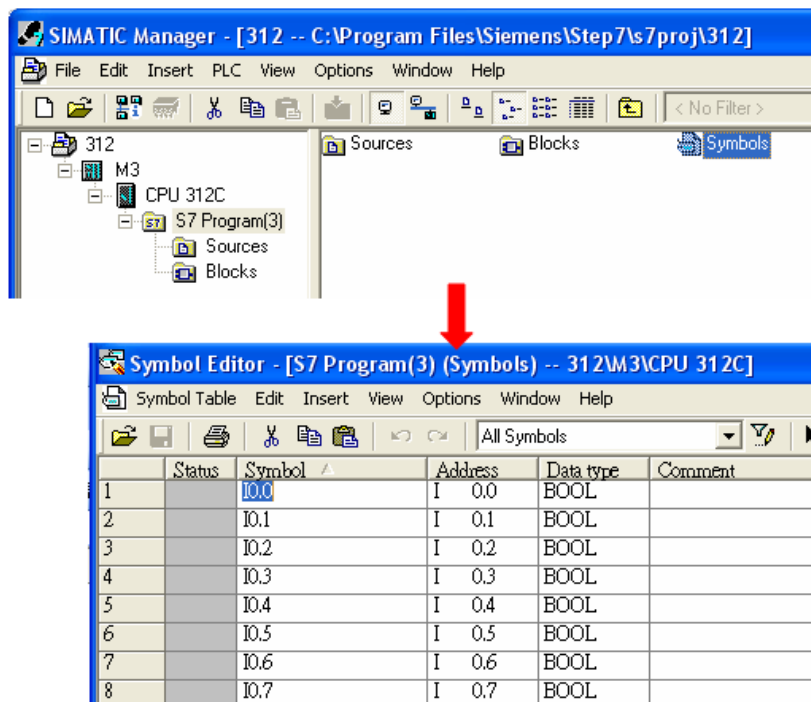 SIMATIC Manager - [312 -- C:\Program Files\Siemens\Step7\s7proj\312]
File Edit Insert PLC View Options Window Help
< No Filter >
312
M3
CPU 312C
S7 Program(3)
Sources
Blocks
Sources Blocks Symbols
Symbol Editor - [S7 Program(3) (Symbols) -- 312\M3\CPU 312C]
Symbol Table Edit Insert View Options Window Help
All Symbols
Status Symbol Address Data type Comment
1 I0.0 I 0.0 BOOL
2 I0.1 I 0.1 BOOL
3 I0.2 I 0.2 BOOL
4 I0.3 I 0.3 BOOL
5 I0.4 I 0.4 BOOL
6 I0.5 I 0.5 BOOL
7 I0.6 I 0.6 BOOL
8 I0.7 I 0.7 BOOL